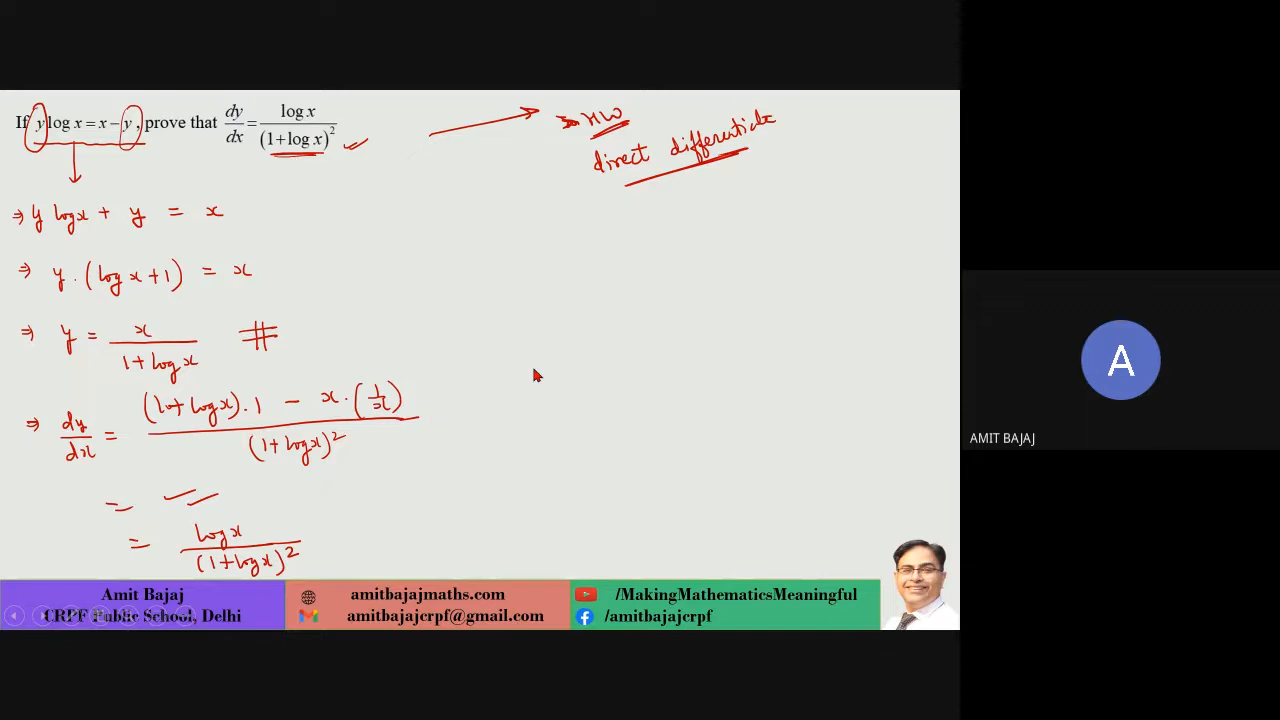 If y log x = x − y, prove that dy/dx = log x / (1+log x)²
HW
direct differentiate
⇒ y log x + y = x
⇒ y · (log x + 1) = x
⇒ y = x / (1 + log x) #
⇒ dy/dx = ((1+log x) · 1 − x · (1/x)) / (1 + log x)²
=
= log x / (1 + log x)²
A
AMIT BAJAJ
Amit Bajaj
CRPF Public School, Delhi
amitbajajmaths.com
amitbajajcrpf@gmail.com
/MakingMathematicsMeaningful
/amitbajajcrpf